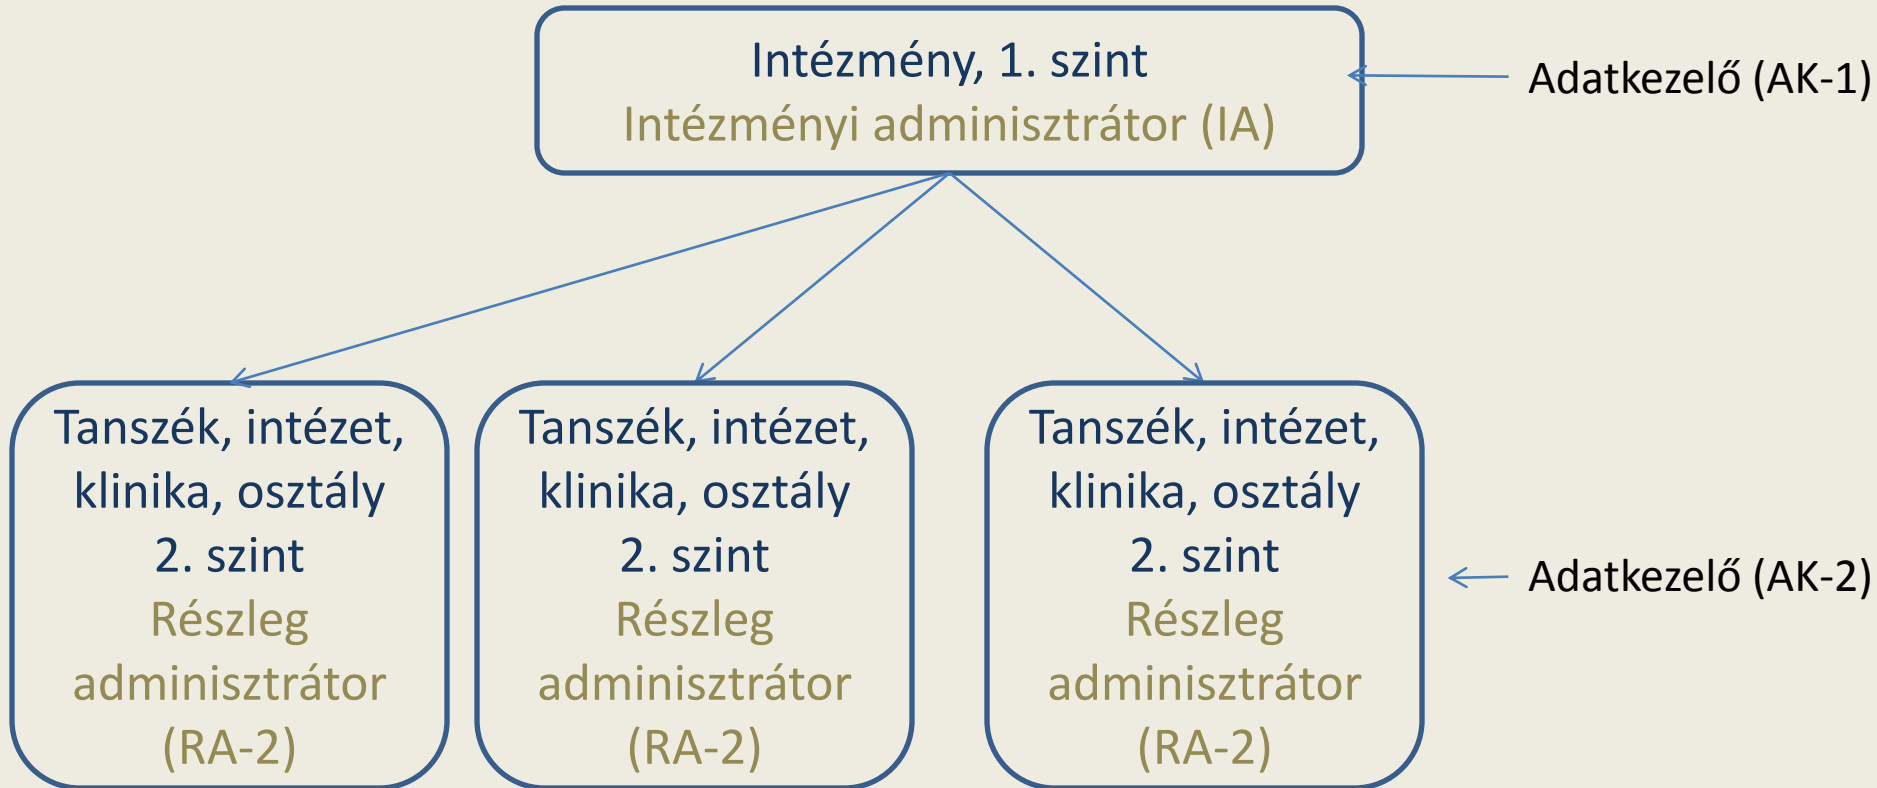 Intézmény, 1. szint
Intézményi adminisztrátor (IA)
Adatkezelő (AK-1)
Tanszék, intézet,
klinika, osztály
2. szint
Részleg
adminisztrátor
(RA-2)
Tanszék, intézet,
klinika, osztály
2. szint
Részleg
adminisztrátor
(RA-2)
Tanszék, intézet,
klinika, osztály
2. szint
Részleg
adminisztrátor
(RA-2)
Adatkezelő (AK-2)